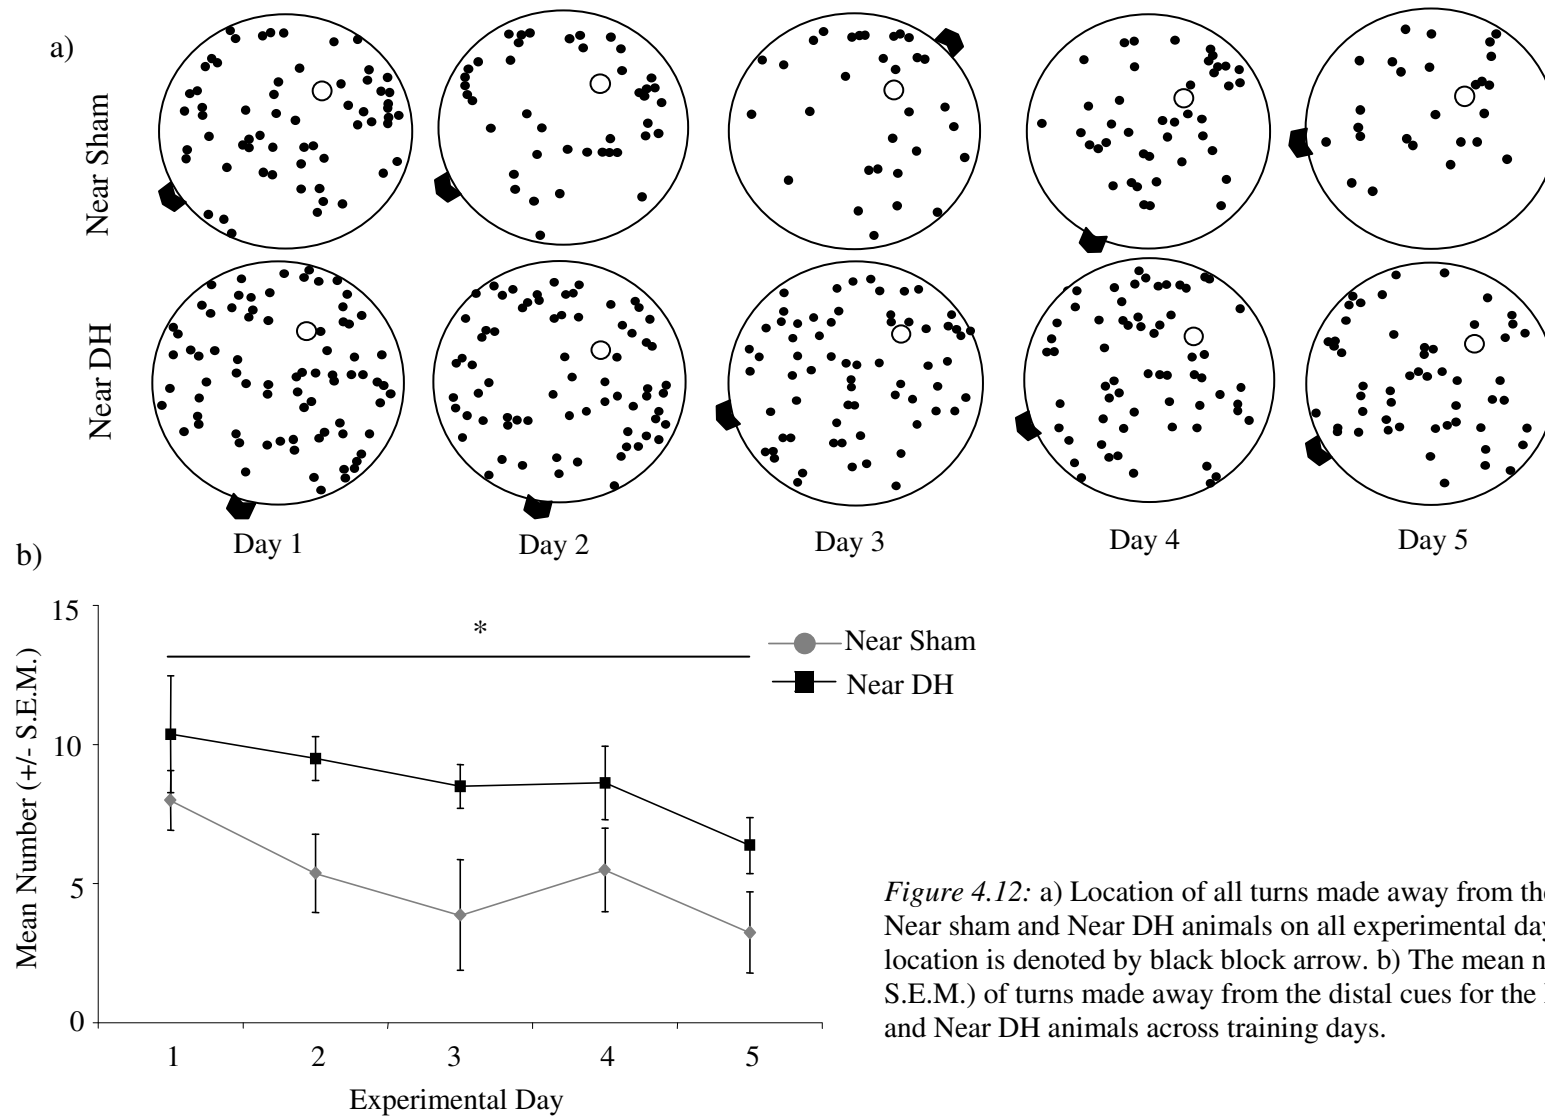 a)
Near Sham
Near DH
Day 1
Day 2
Day 3
Day 4
Day 5
b)
15
10
5
0
Mean Number (+/- S.E.M.)
*
Near Sham
Near DH
1
2
3
4
5
Experimental Day
Figure 4.12: a) Location of all turns made away from the
Near sham and Near DH animals on all experimental day
location is denoted by black block arrow. b) The mean n
S.E.M.) of turns made away from the distal cues for the
and Near DH animals across training days.